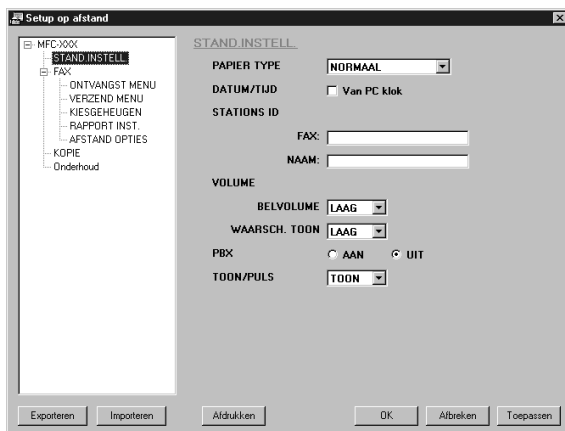 Setup op afstand
MFC-XXX
STAND.INSTELL.
FAX
ONTVANGST MENU
VERZEND MENU
KIESGEHEUGEN
RAPPORT INST.
AFSTAND OPTIES
KOPIE
Onderhoud
STAND.INSTELL.
PAPIER TYPE NORMAAL
DATUM/TIJD Van PC klok
STATIONS ID
FAX:
NAAM:
VOLUME
BELVOLUME LAAG
WAARSCH. TOON LAAG
PBX AAN UIT
TOON/PULS TOON
Exporteren Importeren Afdrukken OK Afbreken Toepassen